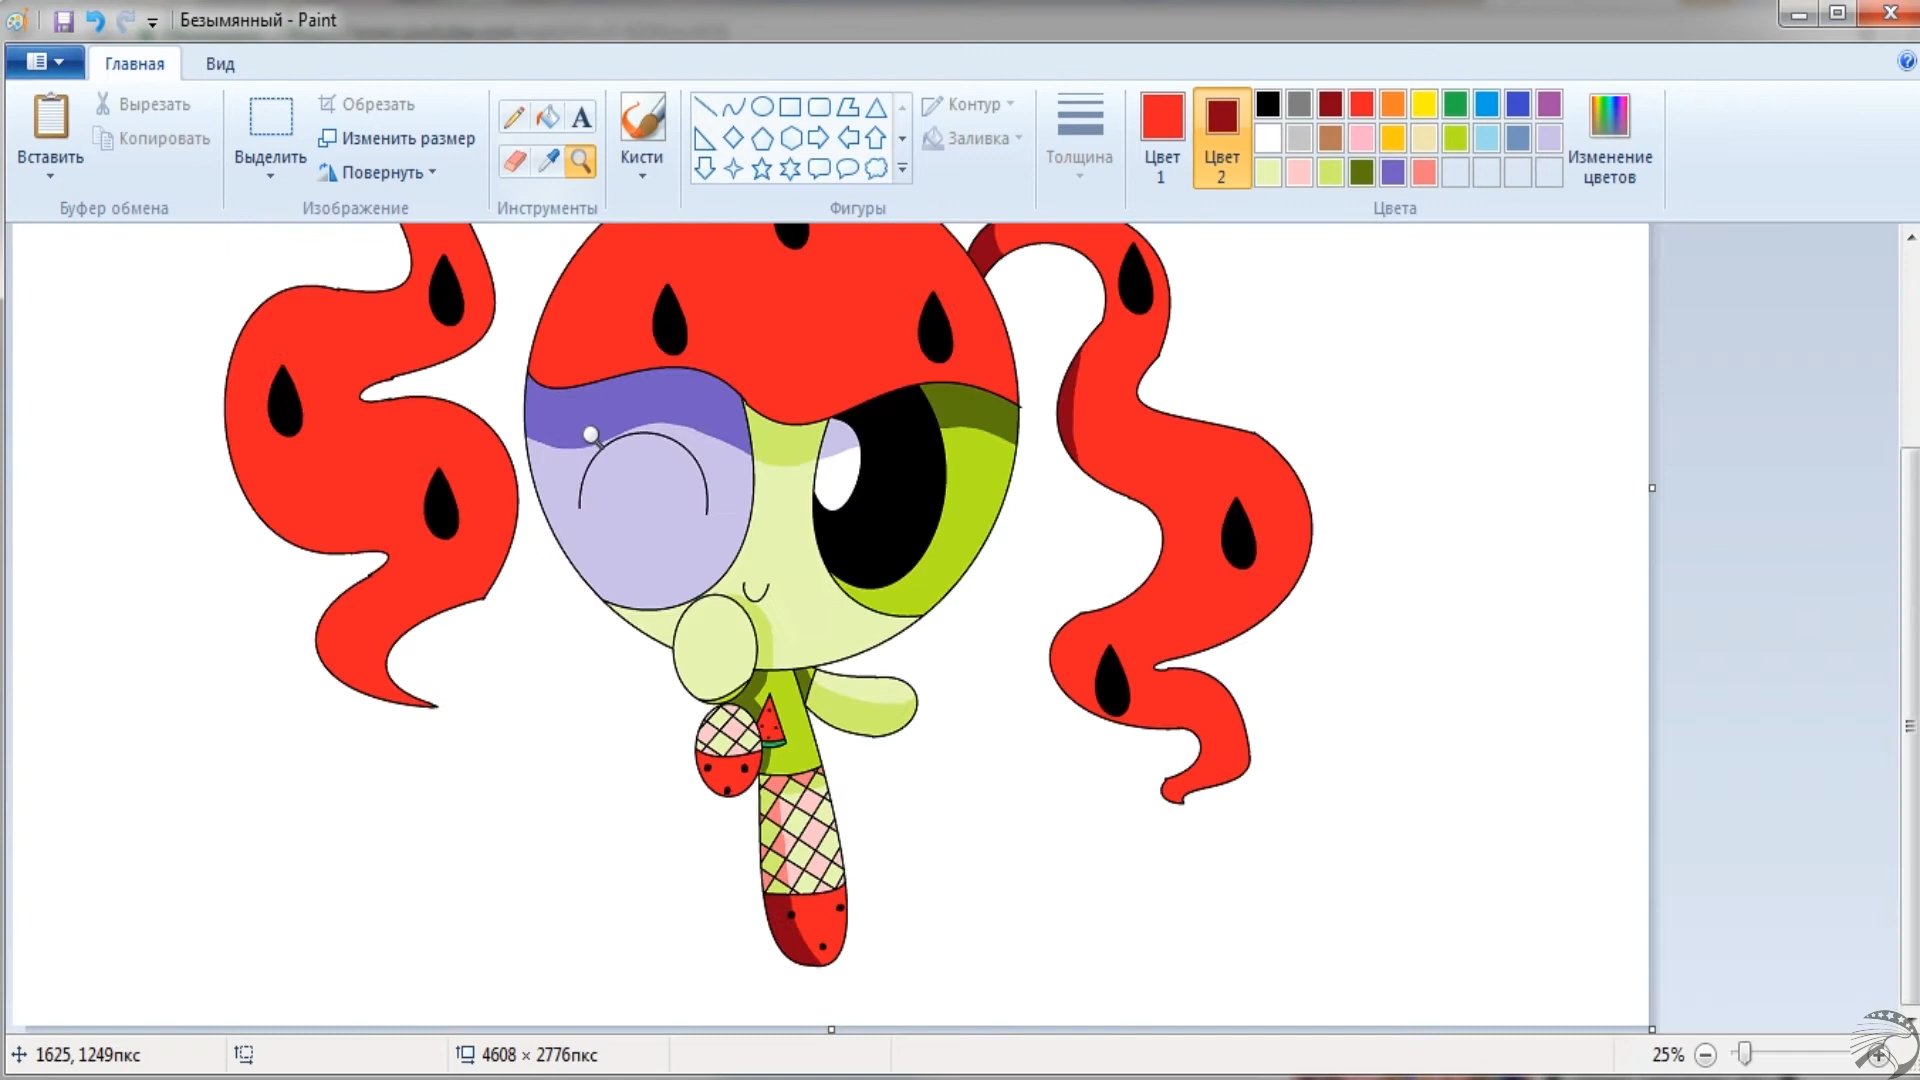 Безымянный - Paint
Главная
Вид
Вставить
Вырезать
Копировать
Буфер обмена
Выделить
Обрезать
Изменить размер
Повернуть
Изображение
A
Инструменты
Кисти
Фигуры
Контур
Заливка
Толщина
Цвет
1
Цвет
2
Изменение
цветов
Цвета
1625, 1249пкс
4608 × 2776пкс
25%